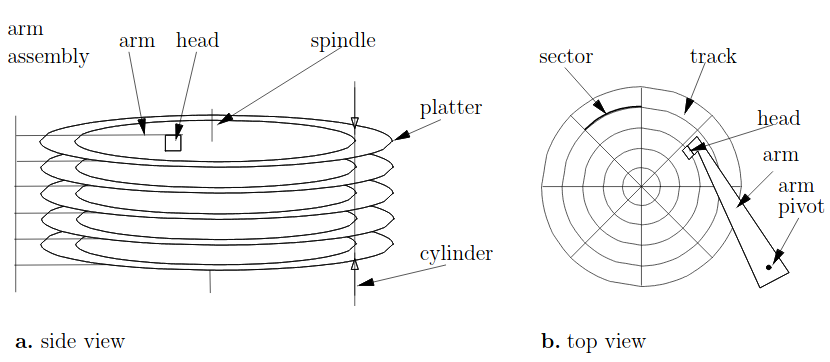 arm
assembly
arm
head
spindle
platter
cylinder
a. side view
sector
track
head
arm
arm
pivot
b. top view